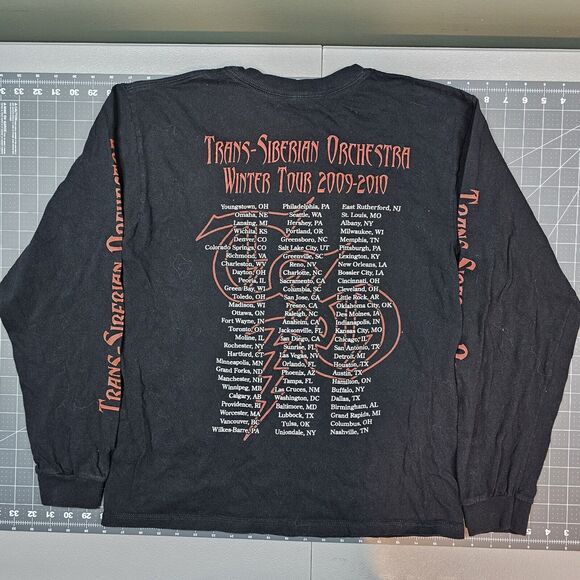 TRANS-SIBERIAN ORCHESTRA
WINTER TOUR 2009-2010
Youngstown, OH
Omaha, NE
Lansing, MI
Wichita, KS
Denver, CO
Colorado Springs, CO
Richmond, VA
Charleston, WV
Dayton, OH
Peoria, IL
Green Bay, WI
Toledo, OH
Madison, WI
Ottawa, ON
Fort Wayne, IN
Toronto, ON
Moline, IL
Rochester, NY
Hartford, CT
Minneapolis, MN
Grand Forks, ND
Manchester, NH
Winnipeg, MB
Calgary, AB
Providence, RI
Worcester, MA
Vancouver, BC
Wilkes-Barre, PA
Philadelphia, PA
Seattle, WA
Hershey, PA
Portland, OR
Greensboro, NC
Salt Lake City, UT
Greenville, SC
Reno, NV
Charlotte, NC
Sacramento, CA
Columbia, SC
San Jose, CA
Fresno, CA
Raleigh, NC
Anaheim, CA
Jacksonville, FL
San Diego, CA
Sunrise, FL
Las Vegas, NV
Orlando, FL
Phoenix, AZ
Tampa, FL
Las Cruces, NM
Washington, DC
Baltimore, MD
Lubbock, TX
Tulsa, OK
Uniondale, NY
East Rutherford, NJ
St. Louis, MO
Albany, NY
Milwaukee, WI
Memphis, TN
Pittsburgh, PA
Lexington, KY
New Orleans, LA
Bossier City, LA
Cincinnati, OH
Cleveland, OH
Little Rock, AR
Oklahoma City, OK
Des Moines, IA
Indianapolis, IN
Kansas City, MO
Chicago, IL
San Antonio, TX
Detroit, MI
Houston, TX
Austin, TX
Hamilton, ON
Buffalo, NY
Dallas, TX
Birmingham, AL
Grand Rapids, MI
Columbus, OH
Nashville, TN
TRANS-SIBERIAN ORCHESTRA
TRANS